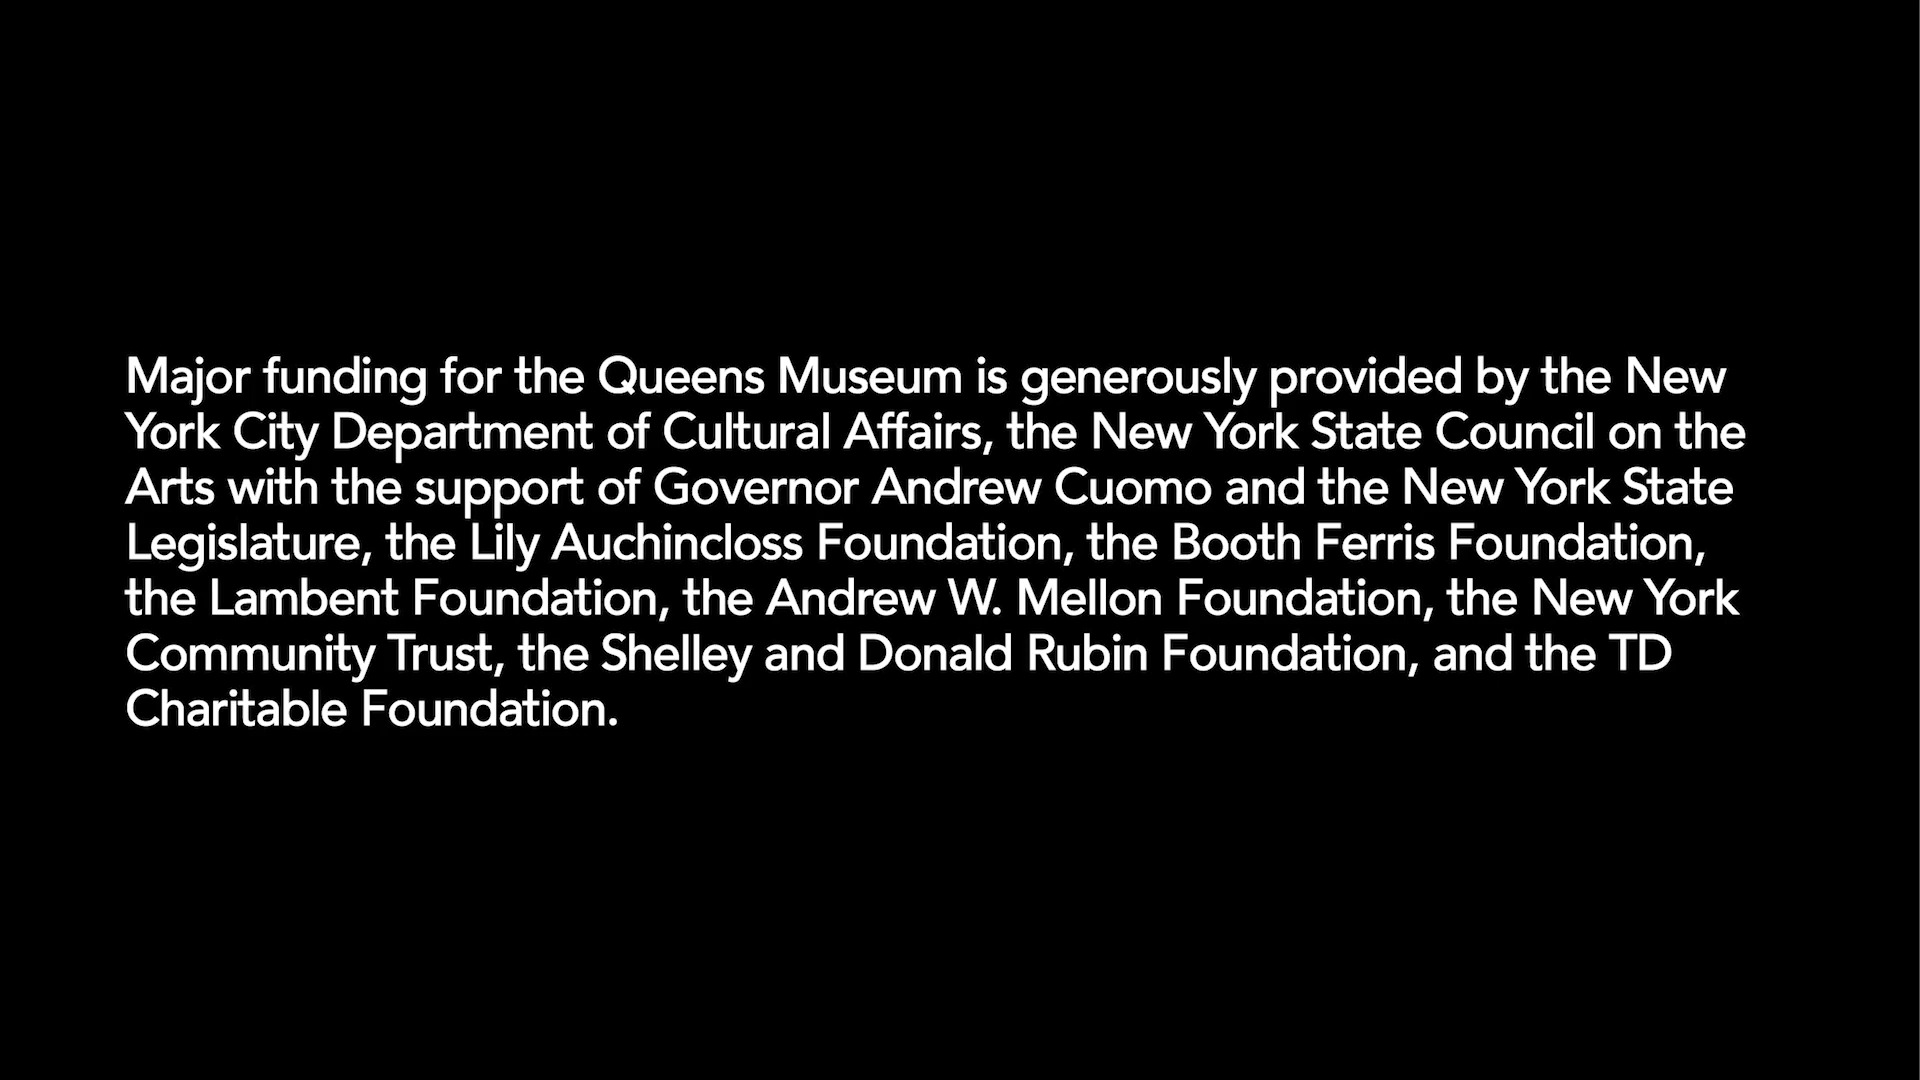 Major funding for the Queens Museum is generously provided by the New
York City Department of Cultural Affairs, the New York State Council on the
Arts with the support of Governor Andrew Cuomo and the New York State
Legislature, the Lily Auchincloss Foundation, the Booth Ferris Foundation,
the Lambent Foundation, the Andrew W. Mellon Foundation, the New York
Community Trust, the Shelley and Donald Rubin Foundation, and the TD
Charitable Foundation.